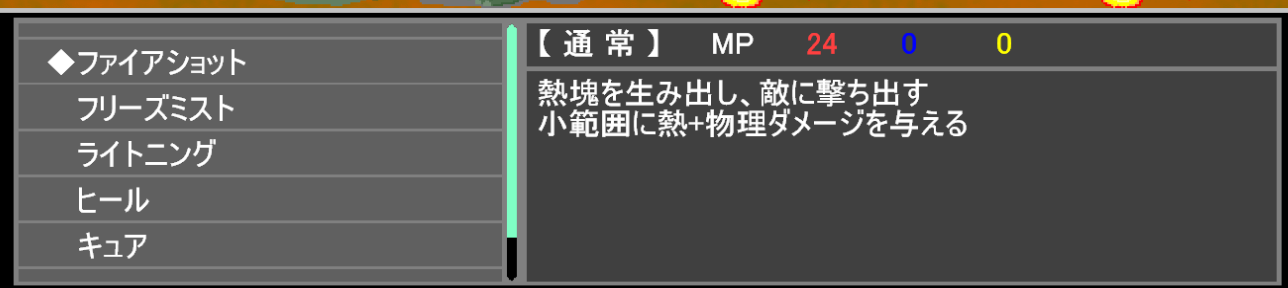 ◆ファイアショット
フリーズミスト
ライトニング
ヒール
キュア
【通常】 MP 24 0 0
熱塊を生み出し、敵に撃ち出す
小範囲に熱+物理ダメージを与える